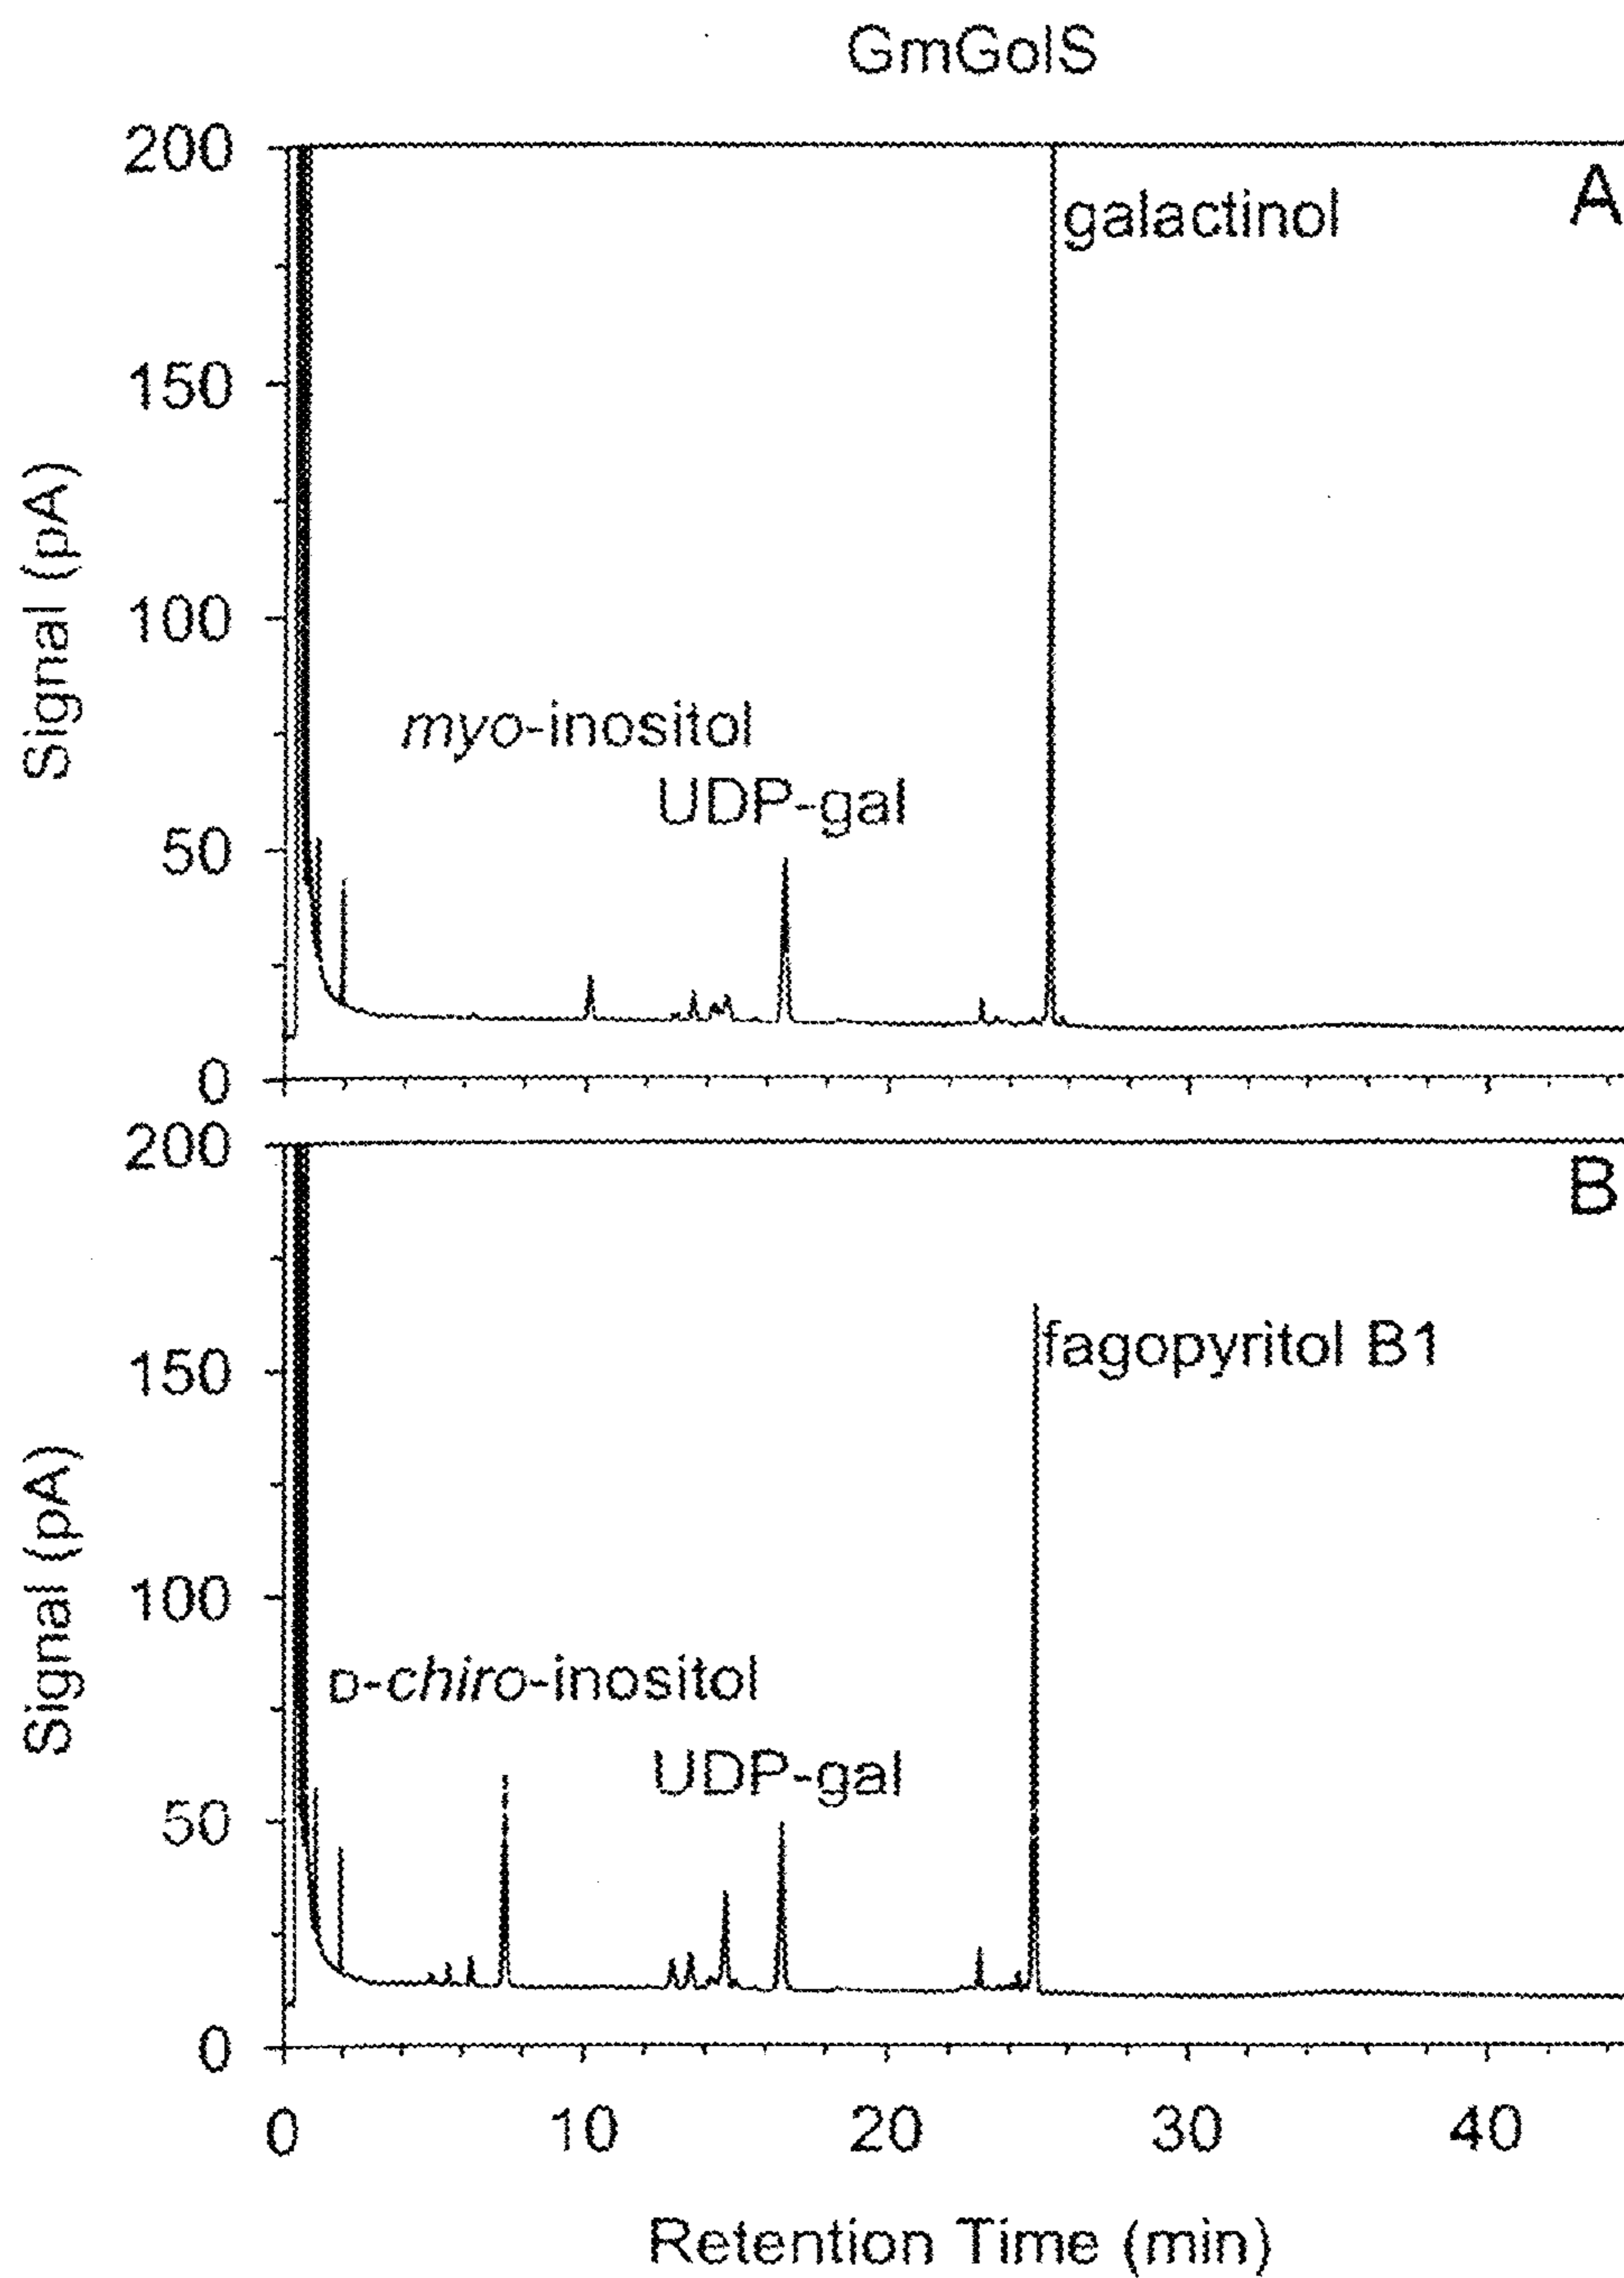 GmGolS
200
A
galactinol
150
100
myo-inositol
UDP-gal
50
0
Signal (pA)
200
B
fagopyritol B1
150
100
D-chiro-inositol
UDP-gal
50
0
Signal (pA)
0 10 20 30 40
Retention Time (min)